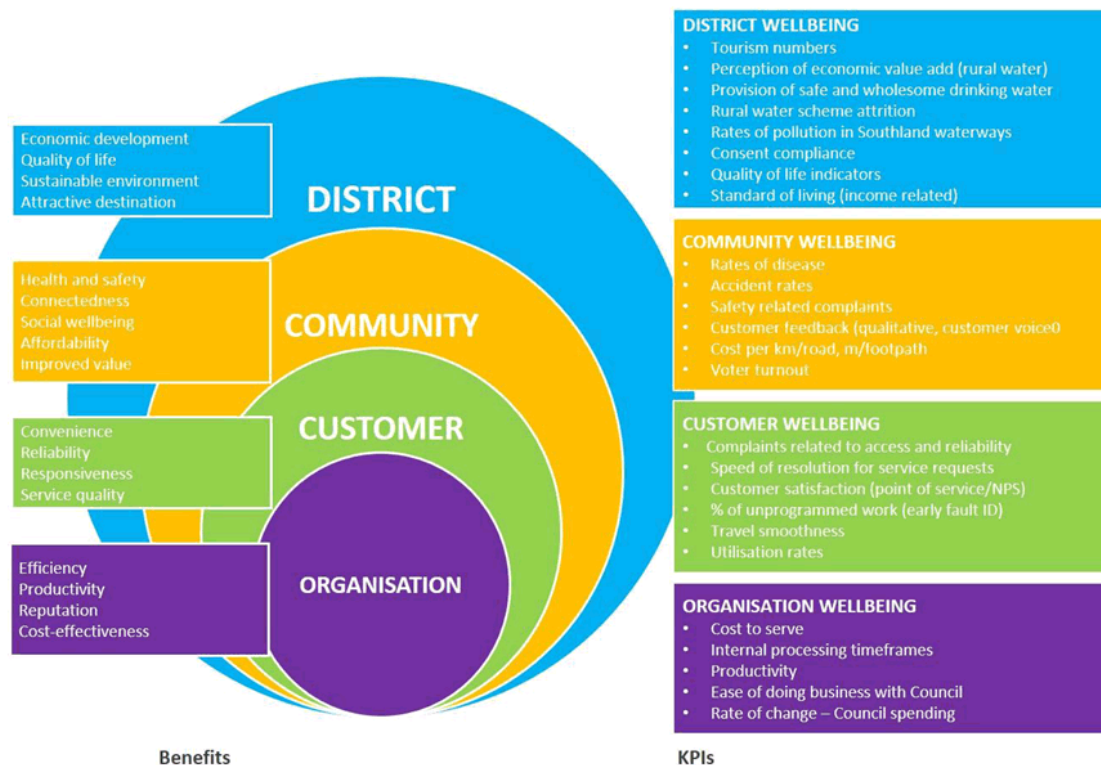 Economic development
Quality of life
Sustainable environment
Attractive destination
Health and safety
Connectedness
Social wellbeing
Affordability
Improved value
Convenience
Reliability
Responsiveness
Service quality
Efficiency
Productivity
Reputation
Cost-effectiveness
DISTRICT
COMMUNITY
CUSTOMER
ORGANISATION
DISTRICT WELLBEING
• Tourism numbers
• Perception of economic value add (rural water)
• Provision of safe and wholesome drinking water
• Rural water scheme attrition
• Rates of pollution in Southland waterways
• Consent compliance
• Quality of life indicators
• Standard of living (income related)
COMMUNITY WELLBEING
• Rates of disease
• Accident rates
• Safety related complaints
• Customer feedback (qualitative, customer voice0
• Cost per km/road, m/footpath
• Voter turnout
CUSTOMER WELLBEING
• Complaints related to access and reliability
• Speed of resolution for service requests
• Customer satisfaction (point of service/NPS)
• % of unprogrammed work (early fault ID)
• Travel smoothness
• Utilisation rates
ORGANISATION WELLBEING
• Cost to serve
• Internal processing timeframes
• Productivity
• Ease of doing business with Council
• Rate of change – Council spending
Benefits
KPIs